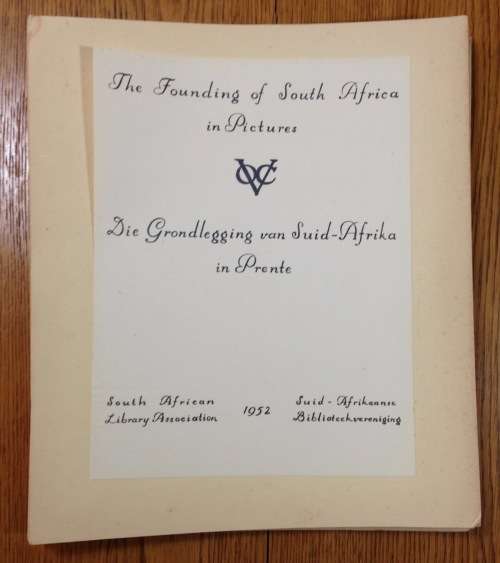 The Founding of South Africa
in Pictures
VOC
Die Grondlegging van Suid-Afrika
in Prente
South African
Library Association
1952
Suid-Afrikaanse
Biblioteekvereniging